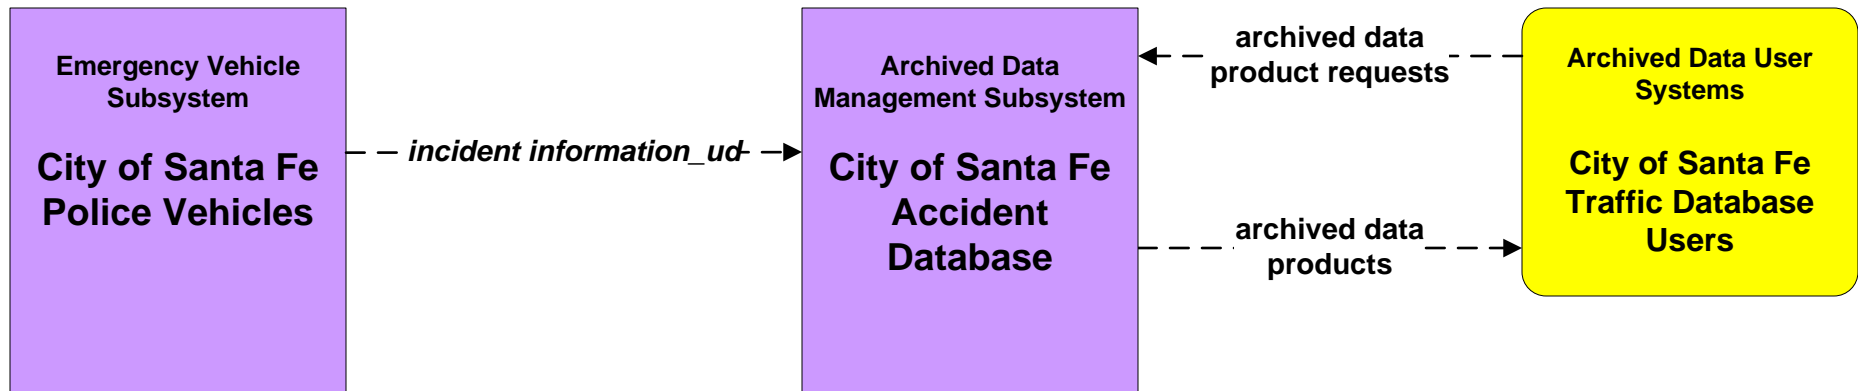 Emergency Vehicle
Subsystem
City of Santa Fe
Police Vehicles
incident information_ud
Archived Data
Management Subsystem
City of Santa Fe
Accident
Database
archived data
product requests
archived data
products
Archived Data User
Systems
City of Santa Fe
Traffic Database
Users